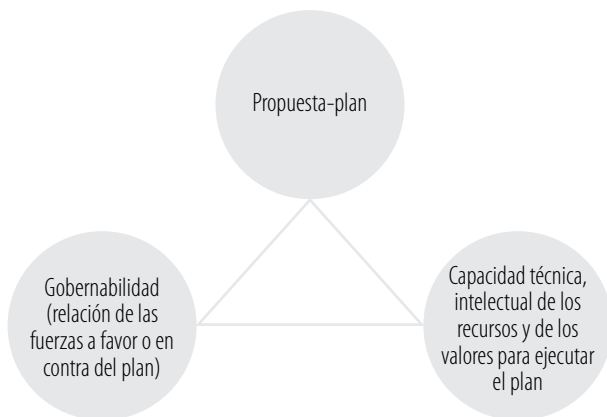 Propuesta-plan
Gobernabilidad
(relación de las
fuerzas a favor o en
contra del plan)
Capacidad técnica,
intelectual de los
recursos y de los
valores para ejecutar
el plan